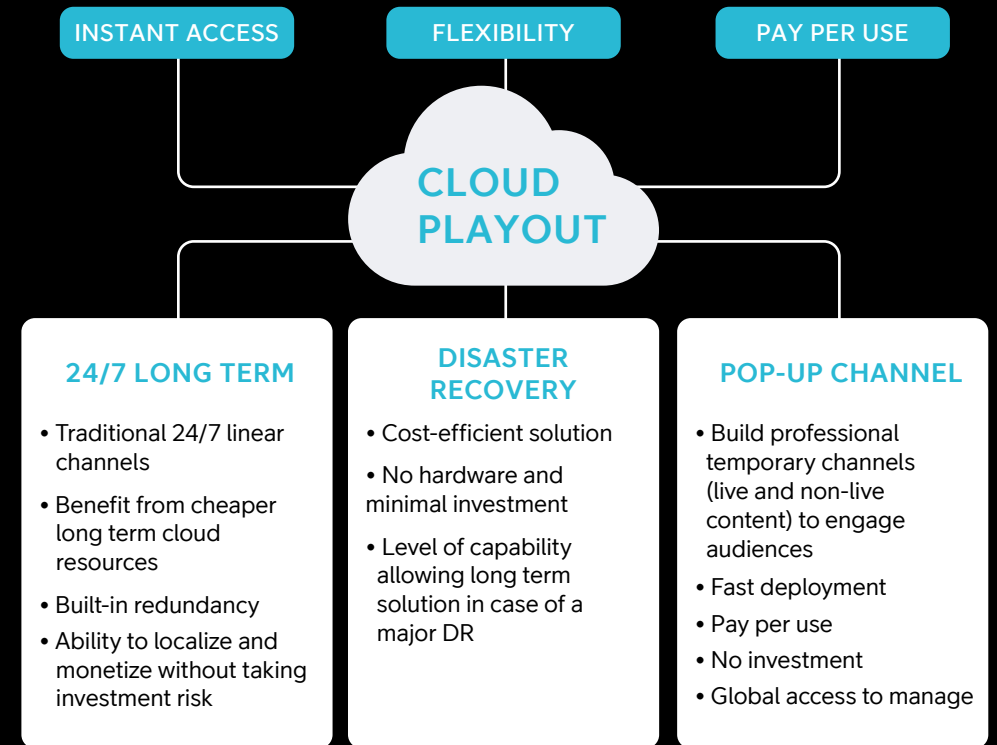 INSTANT ACCESS
FLEXIBILITY
PAY PER USE
CLOUD
PLAYOUT
24/7 LONG TERM
• Traditional 24/7 linear
channels
• Benefit from cheaper
long term cloud
resources
• Built-in redundancy
• Ability to localize and
monetize without taking
investment risk
DISASTER
RECOVERY
• Cost-efficient solution
• No hardware and
minimal investment
• Level of capability
allowing long term
solution in case of a
major DR
POP-UP CHANNEL
• Build professional
temporary channels
(live and non-live
content) to engage
audiences
• Fast deployment
• Pay per use
• No investment
• Global access to manage